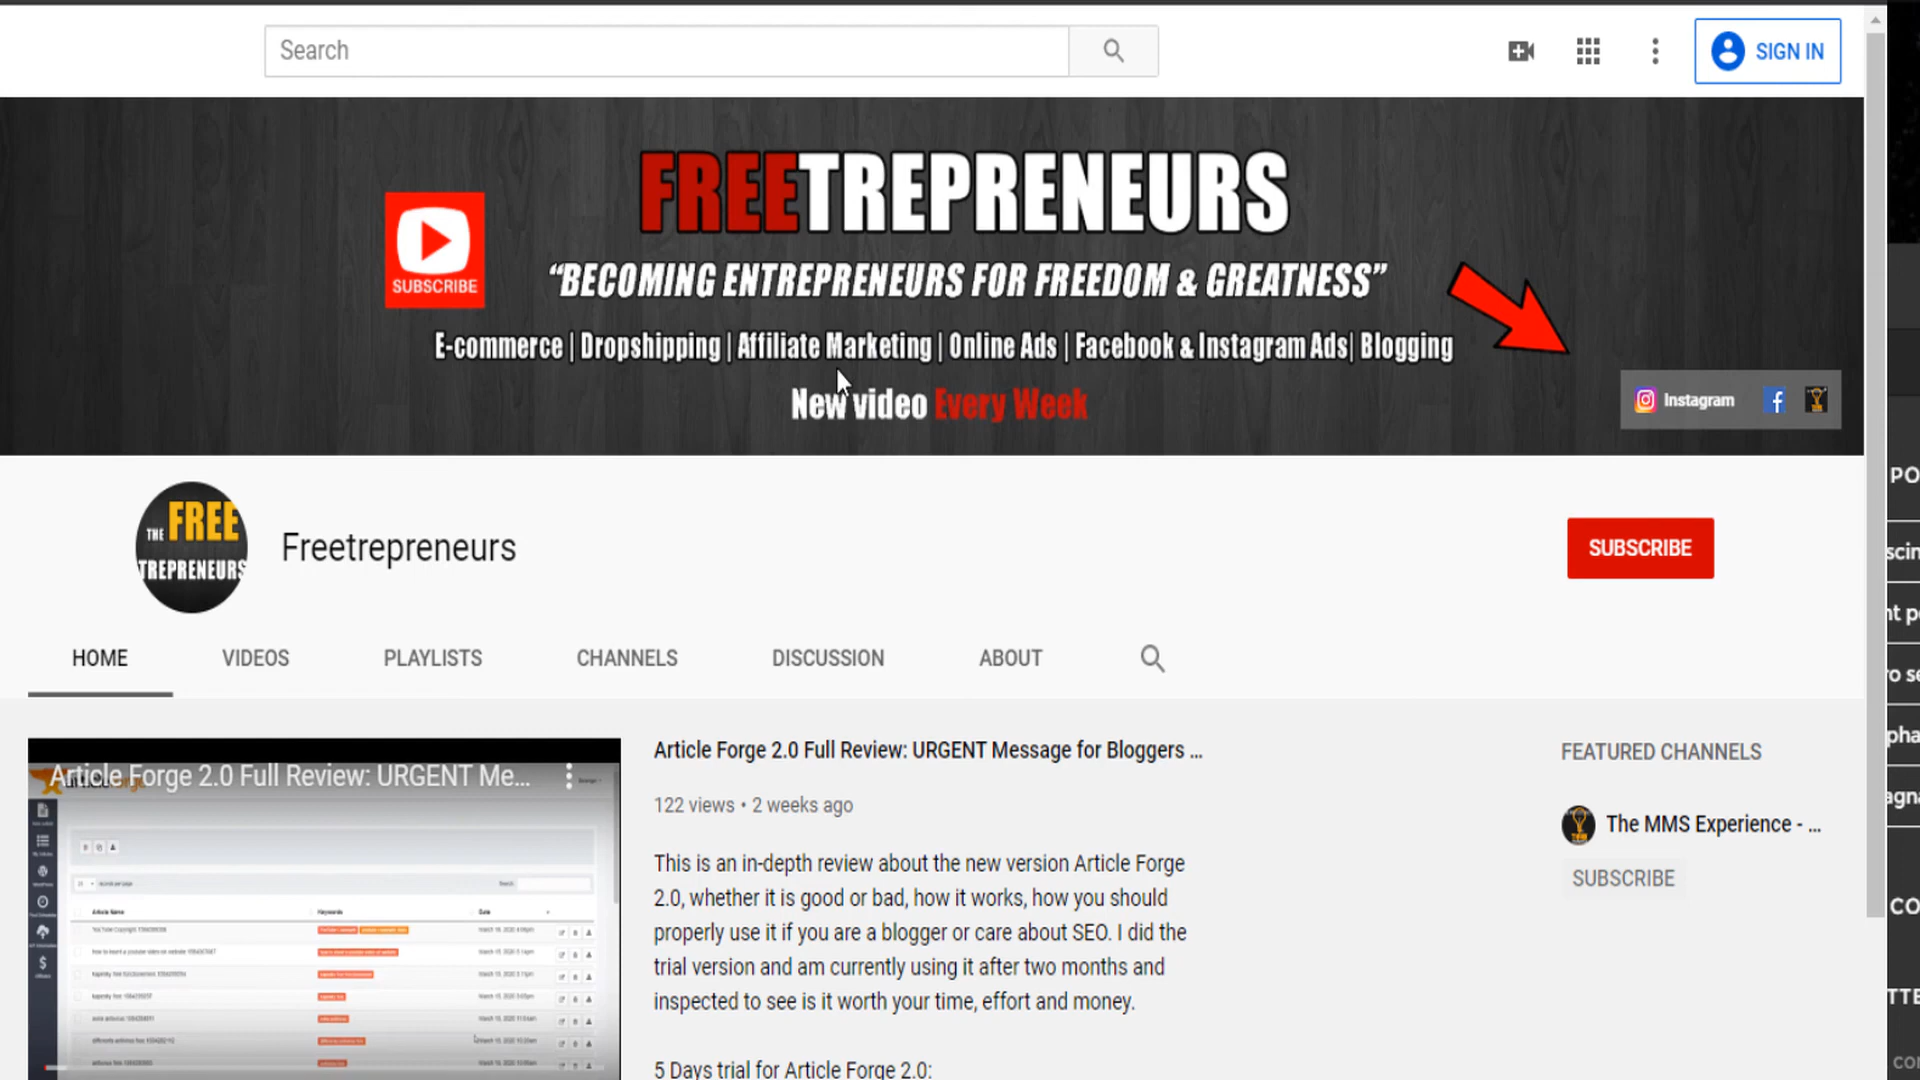 Search
SIGN IN
FREETREPRENEURS
SUBSCRIBE
“BECOMING ENTREPRENEURS FOR FREEDOM & GREATNESS”
E-commerce | Dropshipping | Affiliate Marketing | Online Ads | Facebook & Instagram Ads| Blogging
New video Every Week
Instagram
THE FREE
TREPRENEURS
Freetrepreneurs
SUBSCRIBE
HOME VIDEOS PLAYLISTS CHANNELS DISCUSSION ABOUT
Article Forge 2.0 Full Review: URGENT Me...
Article Name Keywords Date
Article Forge 2.0 Full Review: URGENT Message for Bloggers ...
122 views • 2 weeks ago
This is an in-depth review about the new version Article Forge
2.0, whether it is good or bad, how it works, how you should
properly use it if you are a blogger or care about SEO. I did the
trial version and am currently using it after two months and
inspected to see is it worth your time, effort and money.
5 Days trial for Article Forge 2.0:
FEATURED CHANNELS
The MMS Experience - ...
SUBSCRIBE
PO
CO